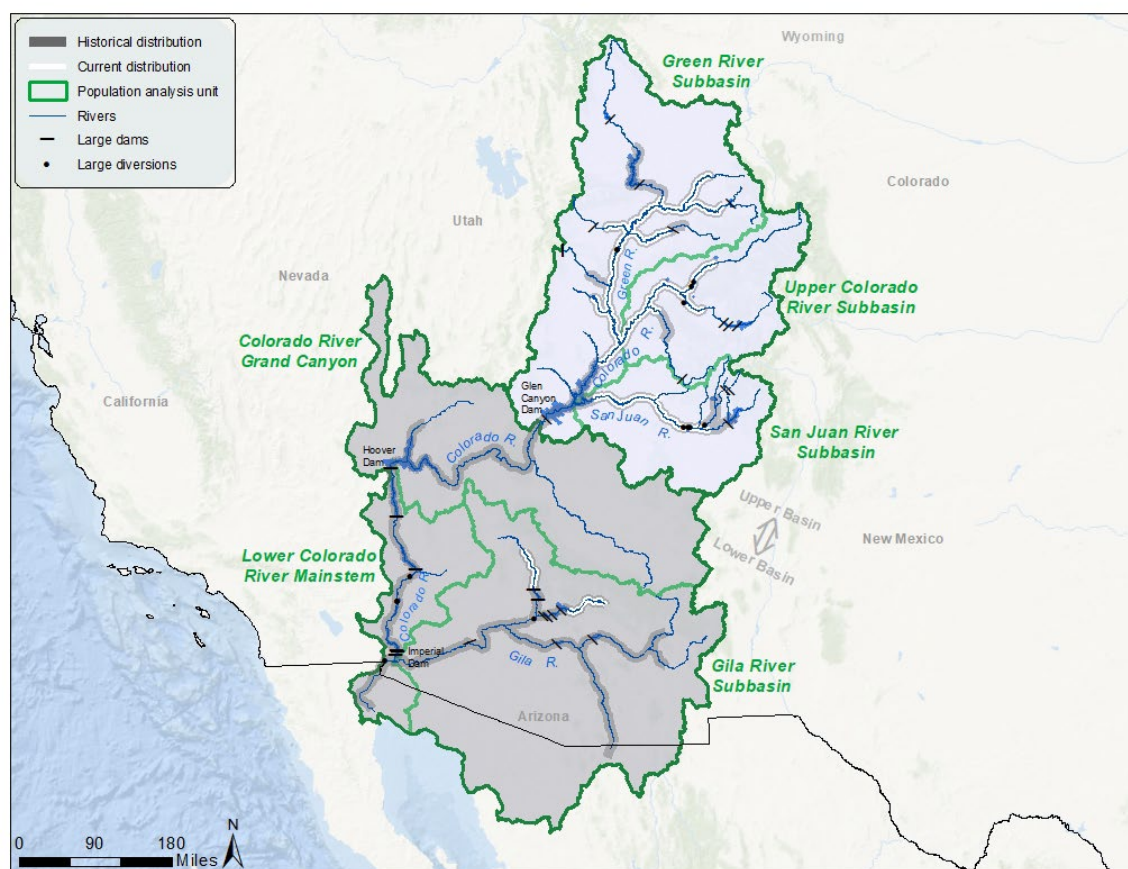 Historical distribution
Current distribution
Population analysis unit
Rivers
Large dams
Large diversions
Wyoming
Green River
Subbasin
Colorado
Utah
Nevada
Green R.
Upper Colorado
River Subbasin
Colorado River
Grand Canyon
California
Glen
Canyon
Dam
Colorado R.
San Juan R.
San Juan River
Subbasin
Hoover
Dam
Colorado R.
Upper Basin
Lower Basin
New Mexico
Lower Colorado
River Mainstem
Colorado R.
Imperial
Dam
Gila R.
Gila River
Subbasin
Arizona
0 90 180
Miles
N